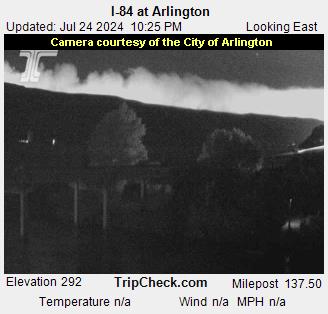 I-84 at Arlington
Updated: Jul 24 2024 10:25 PM Looking East
Camera courtesy of the City of Arlington
Elevation 292 TripCheck.com Milepost 137.50
Temperature n/a Wind n/a MPH n/a